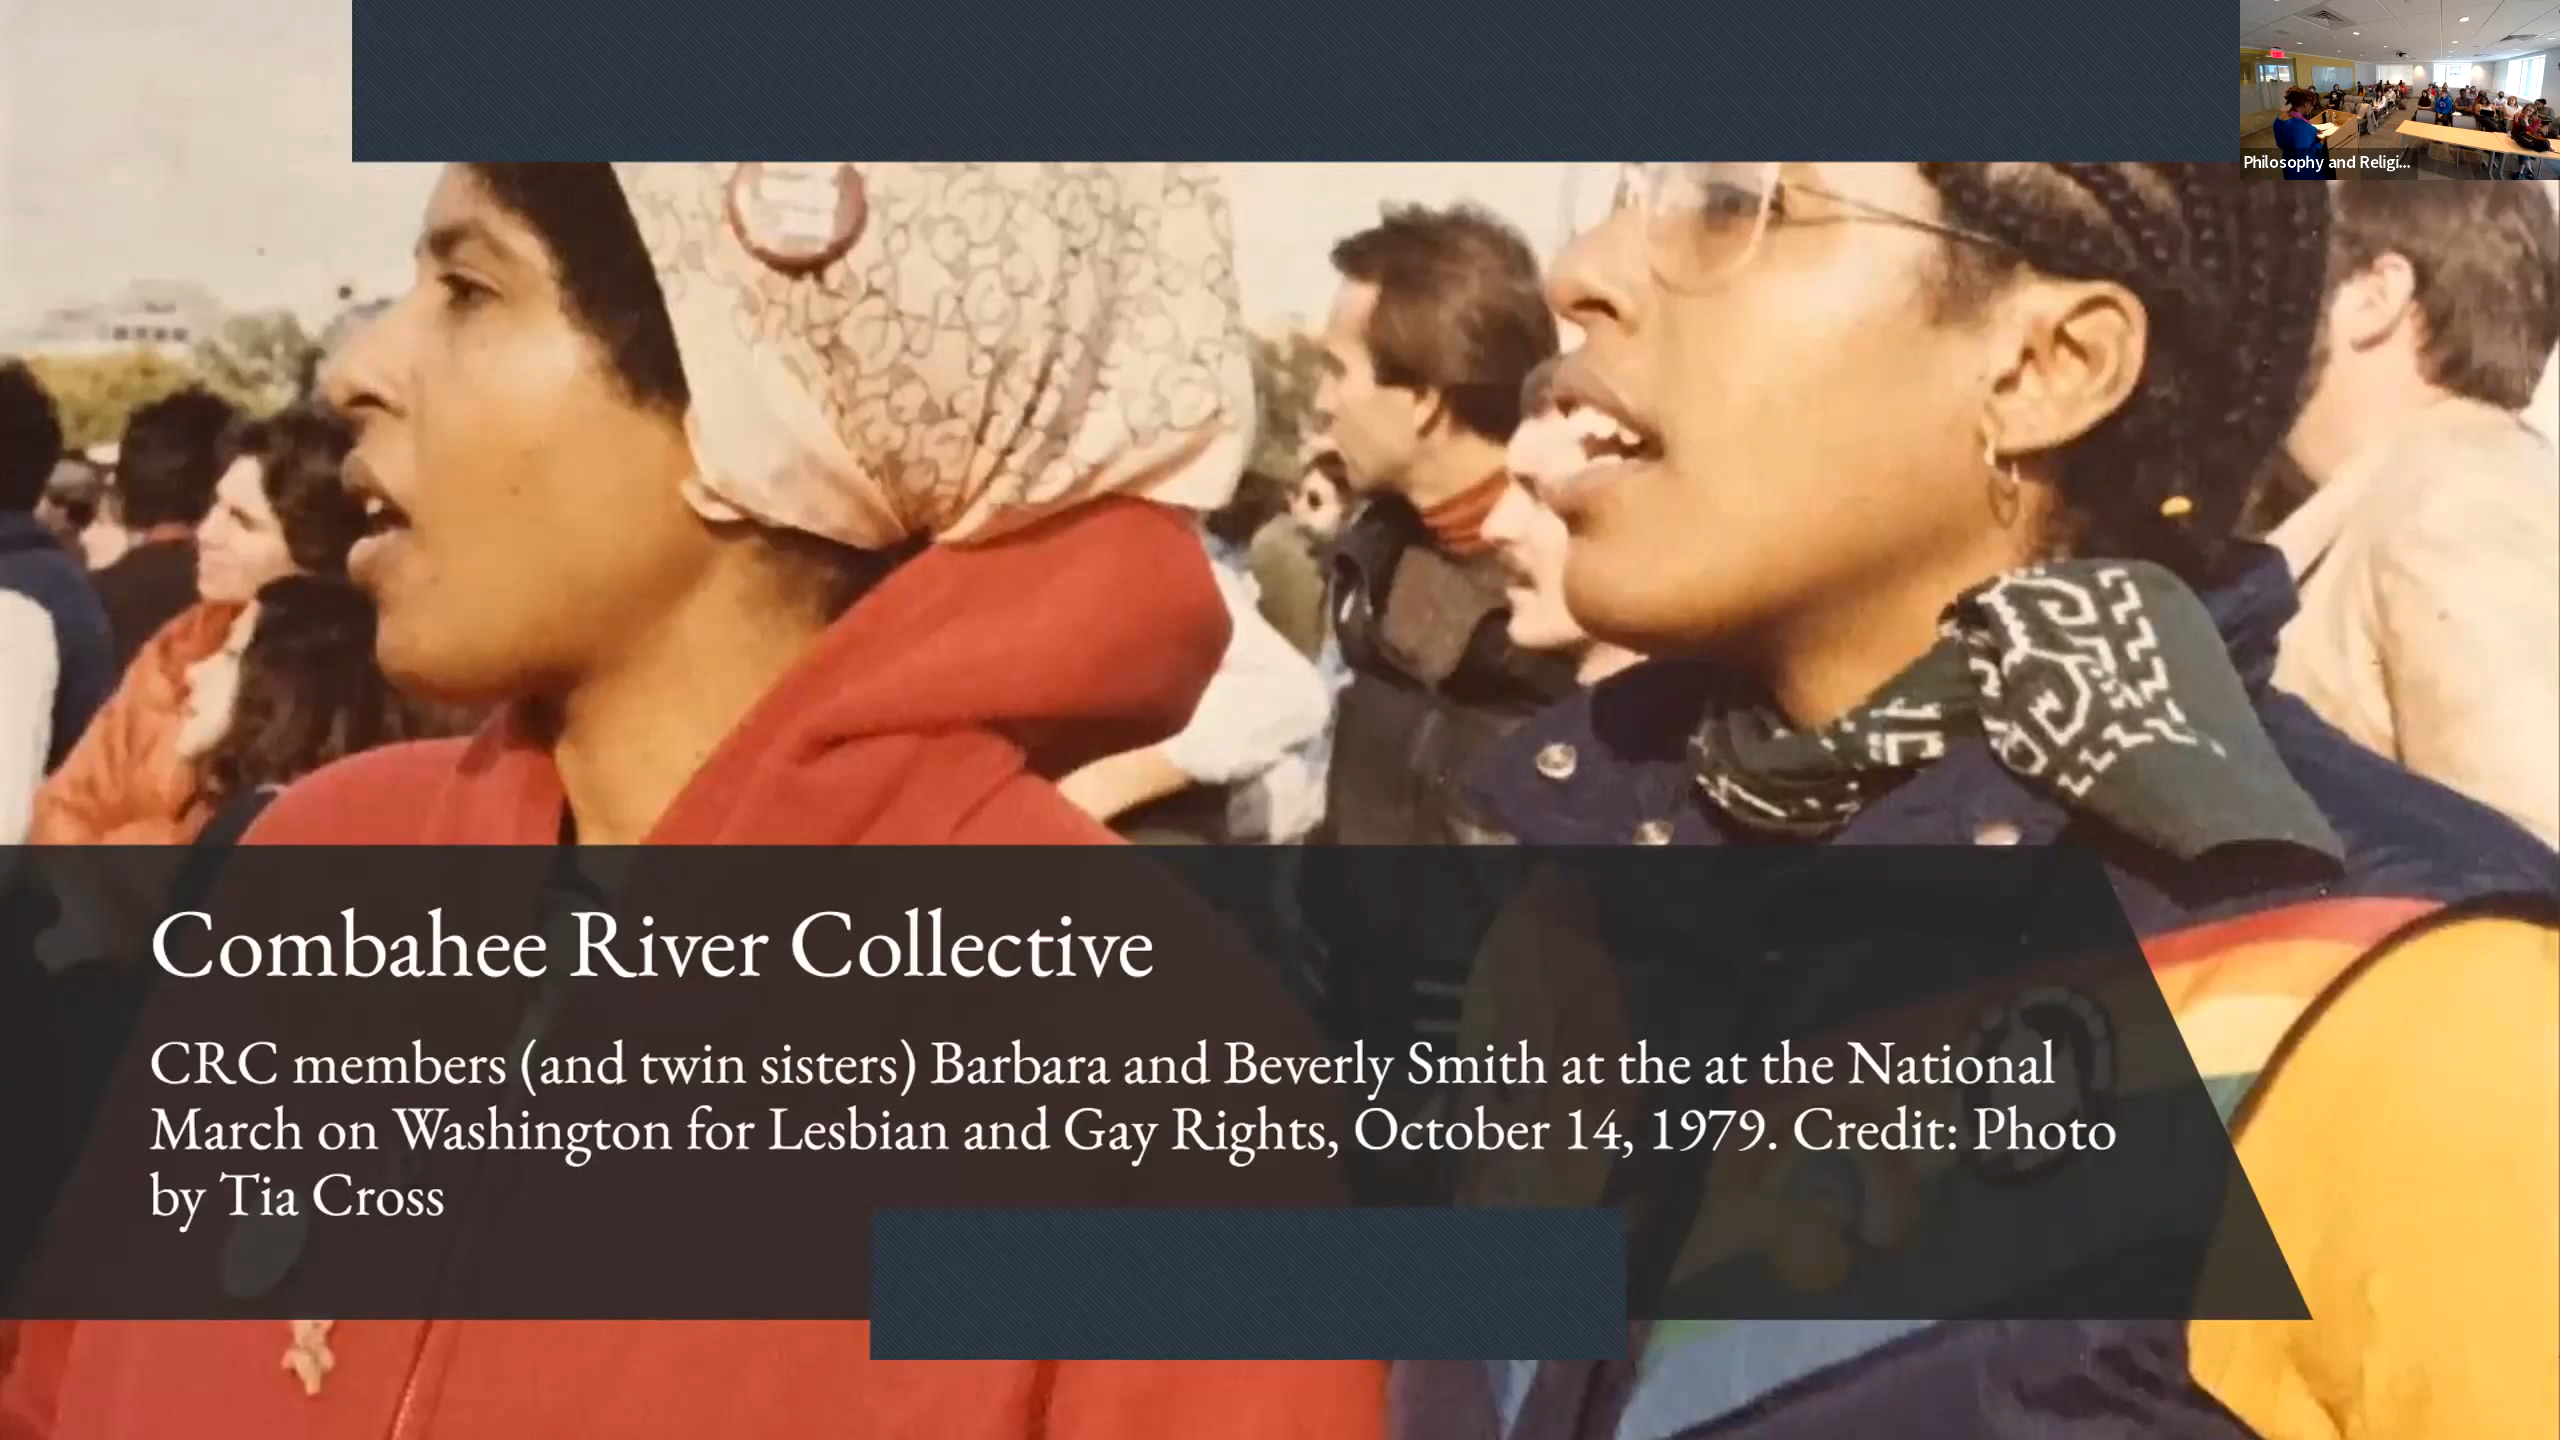 Philosophy and Religi...
Combahee River Collective
CRC members (and twin sisters) Barbara and Beverly Smith at the at the National
March on Washington for Lesbian and Gay Rights, October 14, 1979. Credit: Photo
by Tia Cross